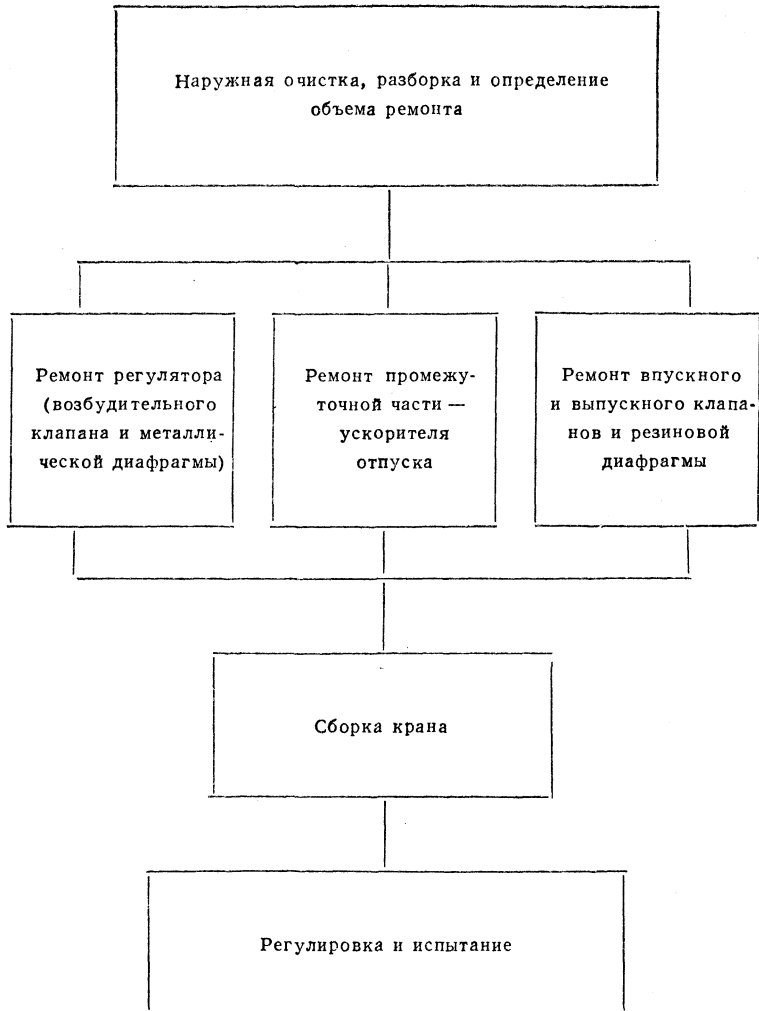 Наружная очистка, разборка и определение
объема ремонта
Ремонт регулятора
(возбудительного
клапана и металли-
ческой диафрагмы)
Ремонт промежу-
точной части —
ускорителя
отпуска
Ремонт впускного
и выпускного клапа-
нов и резиновой
диафрагмы
Сборка крана
Регулировка и испытание